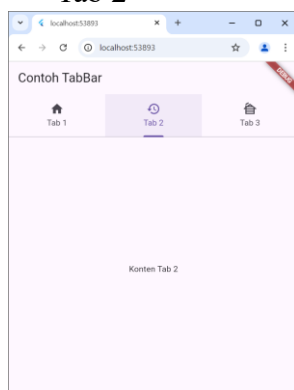 Tab 2
localhost:53893
localhost:53893
Contoh TabBar
DEBUG
Tab 1
Tab 2
Tab 3
Konten Tab 2